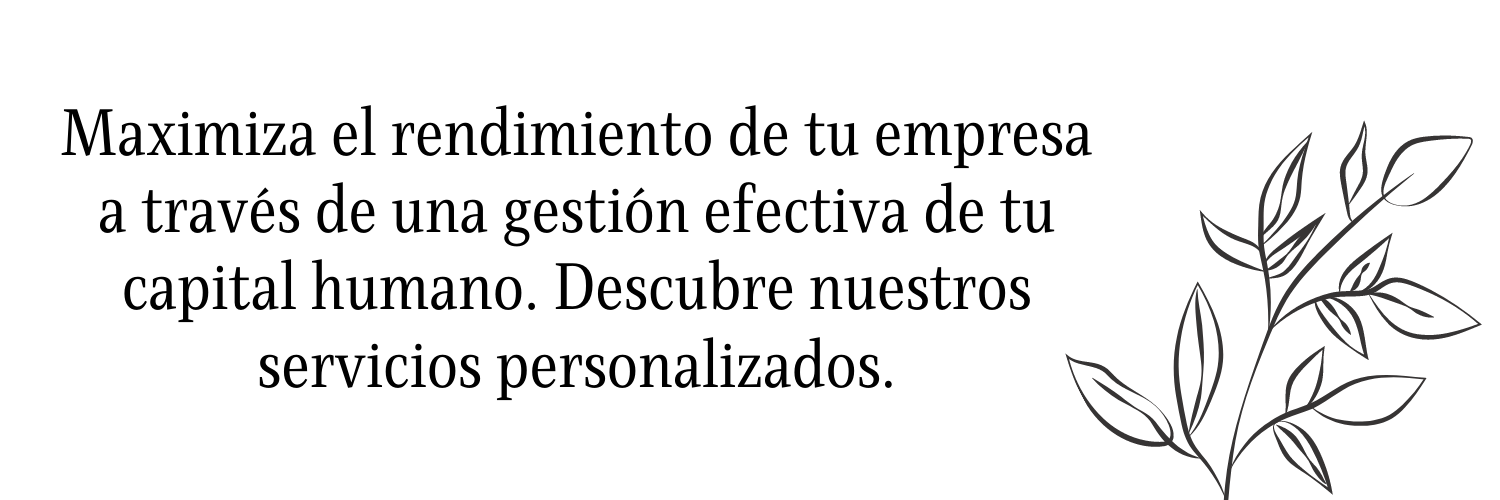 Maximiza el rendimiento de tu empresa
a través de una gestión efectiva de tu
capital humano. Descubre nuestros
servicios personalizados.